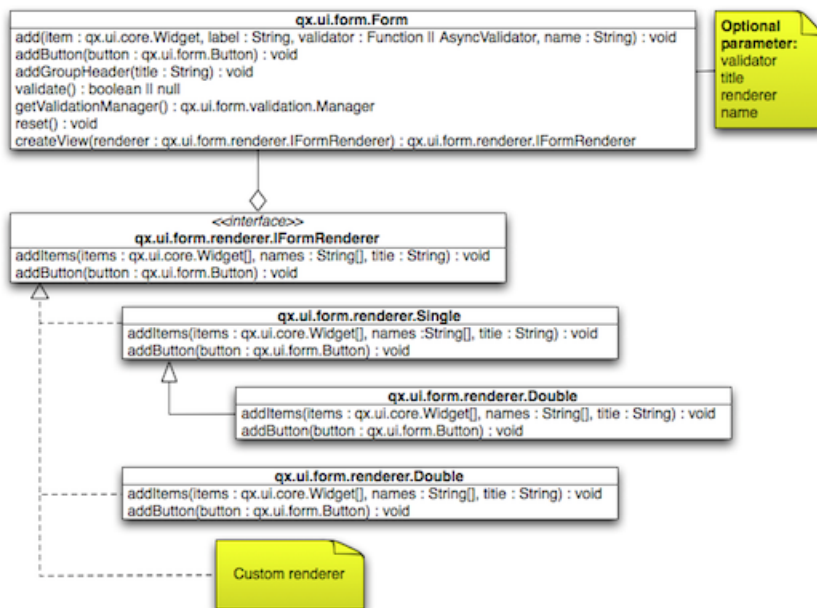 qx.ui.form.Form
add(item : qx.ui.core.Widget, label : String, validator : Function || AsyncValidator, name : String) : void
addButton(button : qx.ui.form.Button) : void
addGroupHeader(title : String) : void
validate() : boolean || null
getValidationManager() : qx.ui.form.validation.Manager
reset() : void
createView(renderer : qx.ui.form.renderer.IFormRenderer) : qx.ui.form.renderer.IFormRenderer
Optional
parameter:
validator
title
renderer
name
<<interface>>
qx.ui.form.renderer.IFormRenderer
addItems(items : qx.ui.core.Widget[], names : String[], title : String) : void
addButton(button : qx.ui.form.Button) : void
qx.ui.form.renderer.Single
addItems(items : qx.ui.core.Widget[], names :String[], title : String) : void
addButton(button : qx.ui.form.Button) : void
qx.ui.form.renderer.Double
addItems(items : qx.ui.core.Widget[], names : String[], title : String) : void
addButton(button : qx.ui.form.Button) : void
qx.ui.form.renderer.Double
addItems(items : qx.ui.core.Widget[], names : String[], title : String) : void
addButton(button : qx.ui.form.Button) : void
Custom renderer